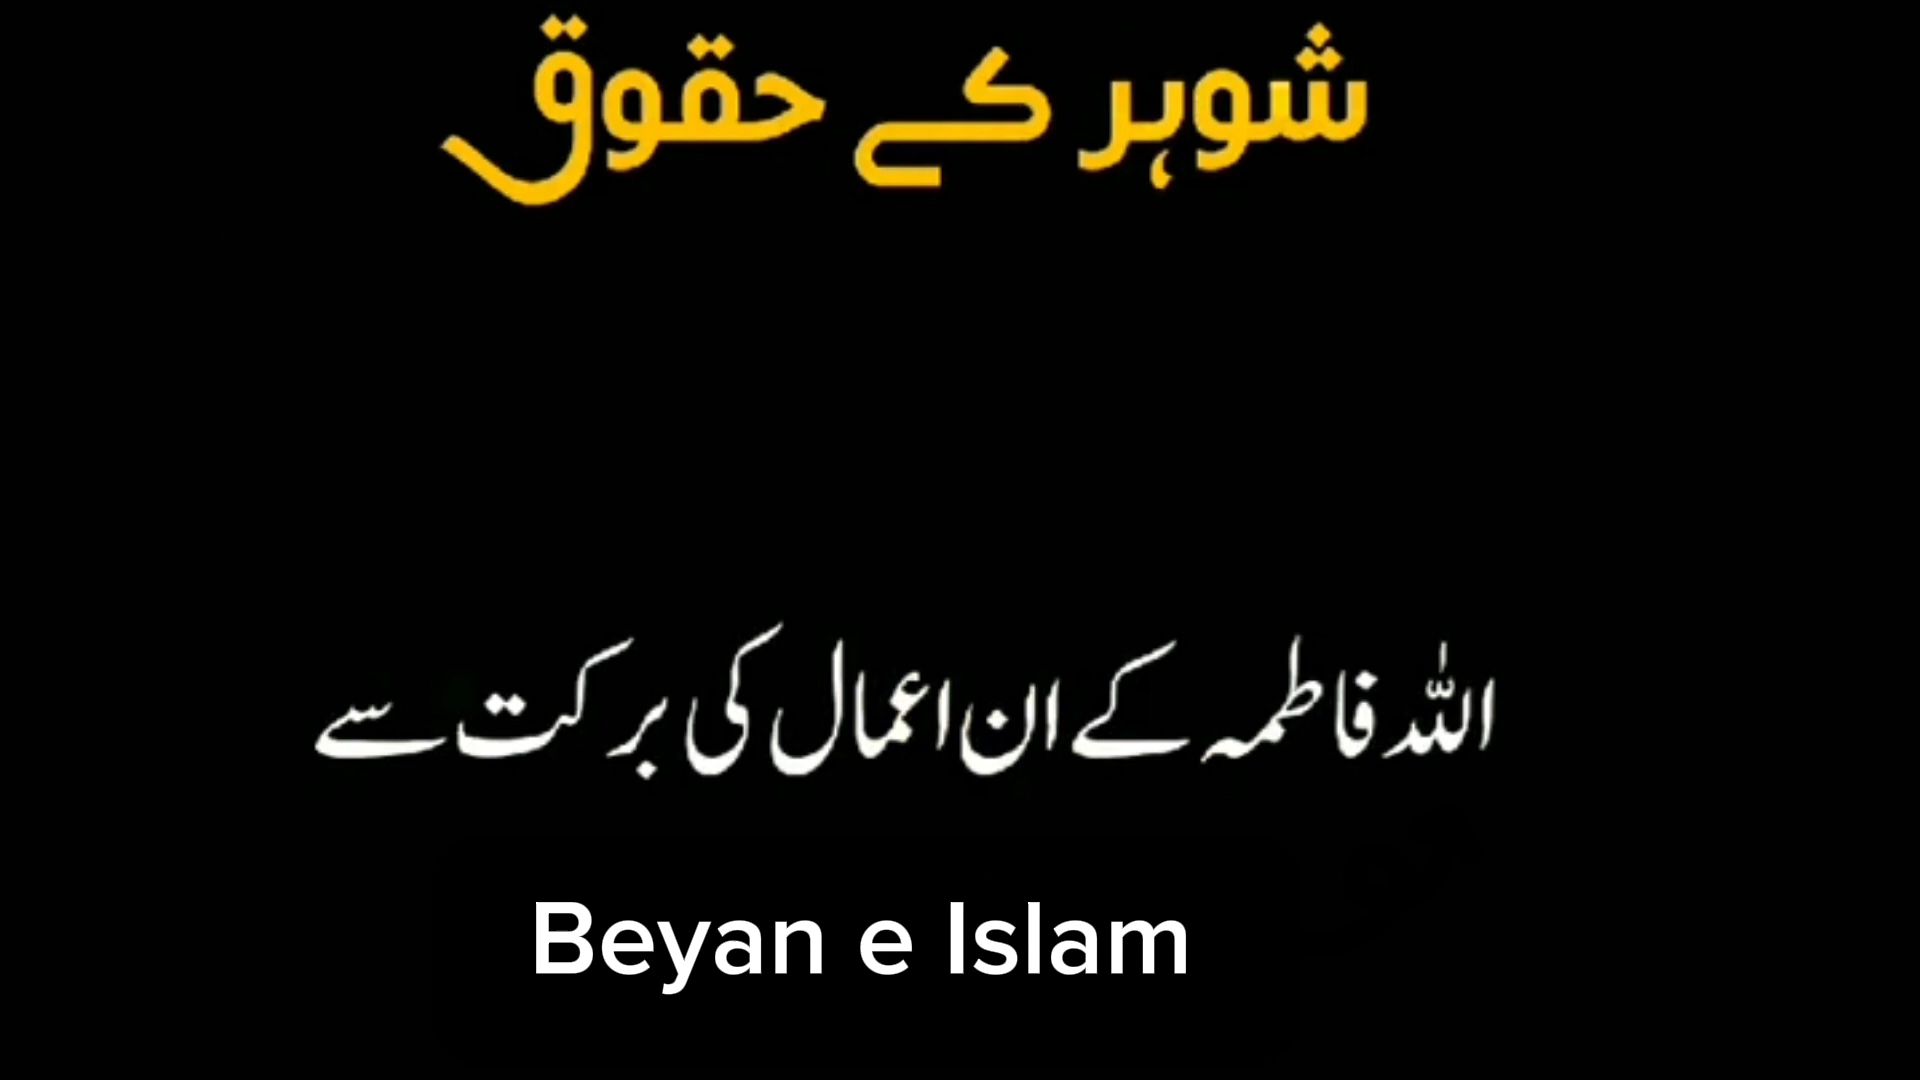 شوہر کے حقوق
اللہ فاطمہ کے ان اعمال کی برکت سے
Beyan e Islam